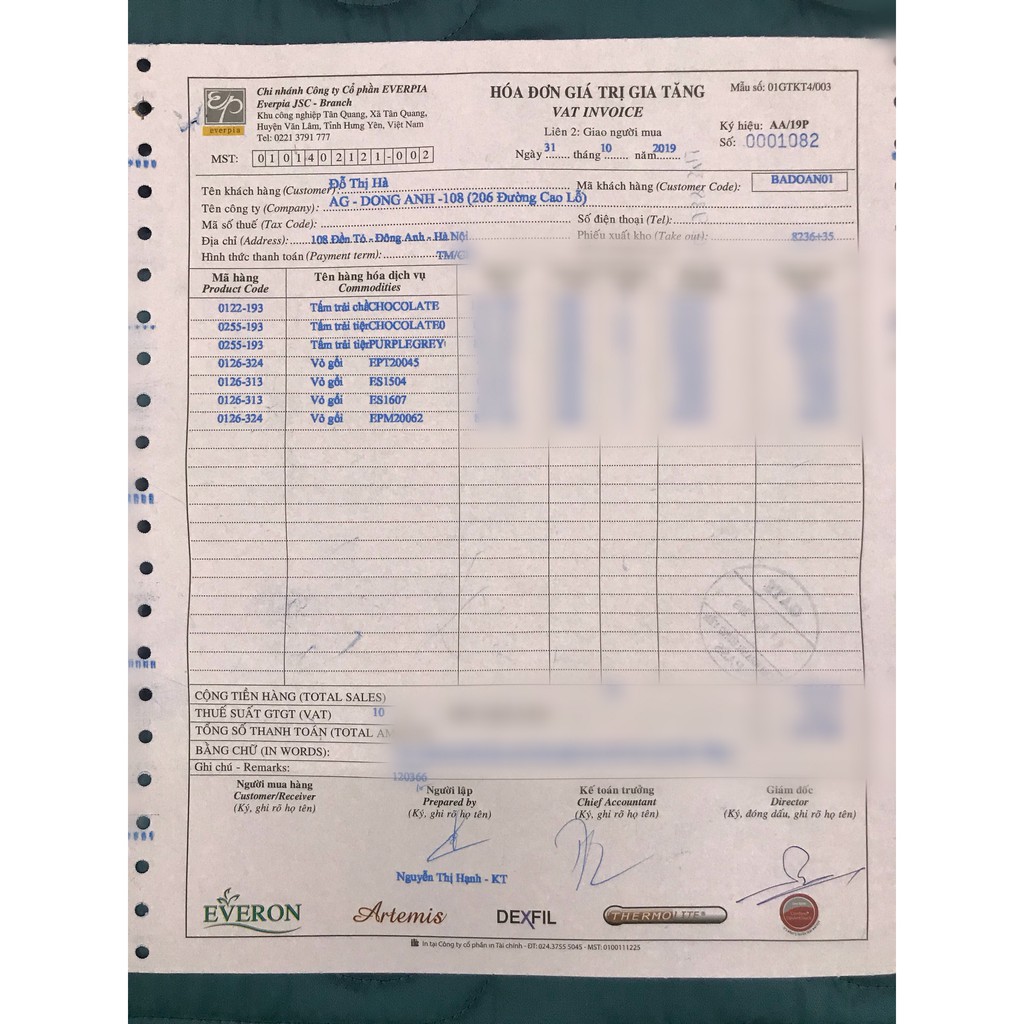 Chi nhánh Công ty Cổ phần EVERPIA
Everpia JSC - Branch
Khu công nghiệp Tân Quang, Xã Tân Quang,
Huyện Văn Lâm, Tỉnh Hưng Yên, Việt Nam
Tel: 0221 3791 777
everpia
MST: 0101402121-002
HÓA ĐƠN GIÁ TRỊ GIA TĂNG
VAT INVOICE
Liên 2: Giao người mua
Ngày 31 tháng 10 năm 2019
Mẫu số: 01GTKT4/003
Ký hiệu: AA/19P
Số: 0001082
Tên khách hàng (Customer) Đỗ Thị Hà
Mã khách hàng (Customer Code): BADOAN01
Tên công ty (Company): AG - DONG ANH -108 (206 Đường Cao Lỗ)
Mã số thuế (Tax Code):
Số điện thoại (Tel):
Địa chỉ (Address): 108 Đền Tò - Đông Anh - Hà Nội
Phiếu xuất kho (Take out): 8236+35
Hình thức thanh toán (Payment term): TM/
Mã hàng Tên hàng hóa dịch vụ
Product Code Commodities
0122-193 Tấm trải CHOCOLATE
0255-193 Tấm trải CHOCOLATE0
0255-193 Tấm trải PURPLEGREY
0126-324 Vỏ gối EPT20045
0126-313 Vỏ gối ES1504
0126-313 Vỏ gối ES1607
0126-324 Vỏ gối EPM20062
CỘNG TIỀN HÀNG (TOTAL SALES)
THUẾ SUẤT GTGT (VAT) 10
TỔNG SỐ THANH TOÁN (TOTAL
BẰNG CHỮ (IN WORDS):
Ghi chú - Remarks:
120366
Người mua hàng Người lập Kế toán trưởng Giám đốc
Customer/Receiver Prepared by Chief Accountant Director
(Ký, ghi rõ họ tên) (Ký, ghi rõ họ tên) (Ký, ghi rõ họ tên) (Ký, đóng dấu, ghi rõ họ tên)
Nguyễn Thị Hạnh - KT
EVERON Artemis DEXFIL THERMOLITE
In tại Công ty cổ phần in Tài chính - ĐT: 024.3755 5045 - MST: 0100111225